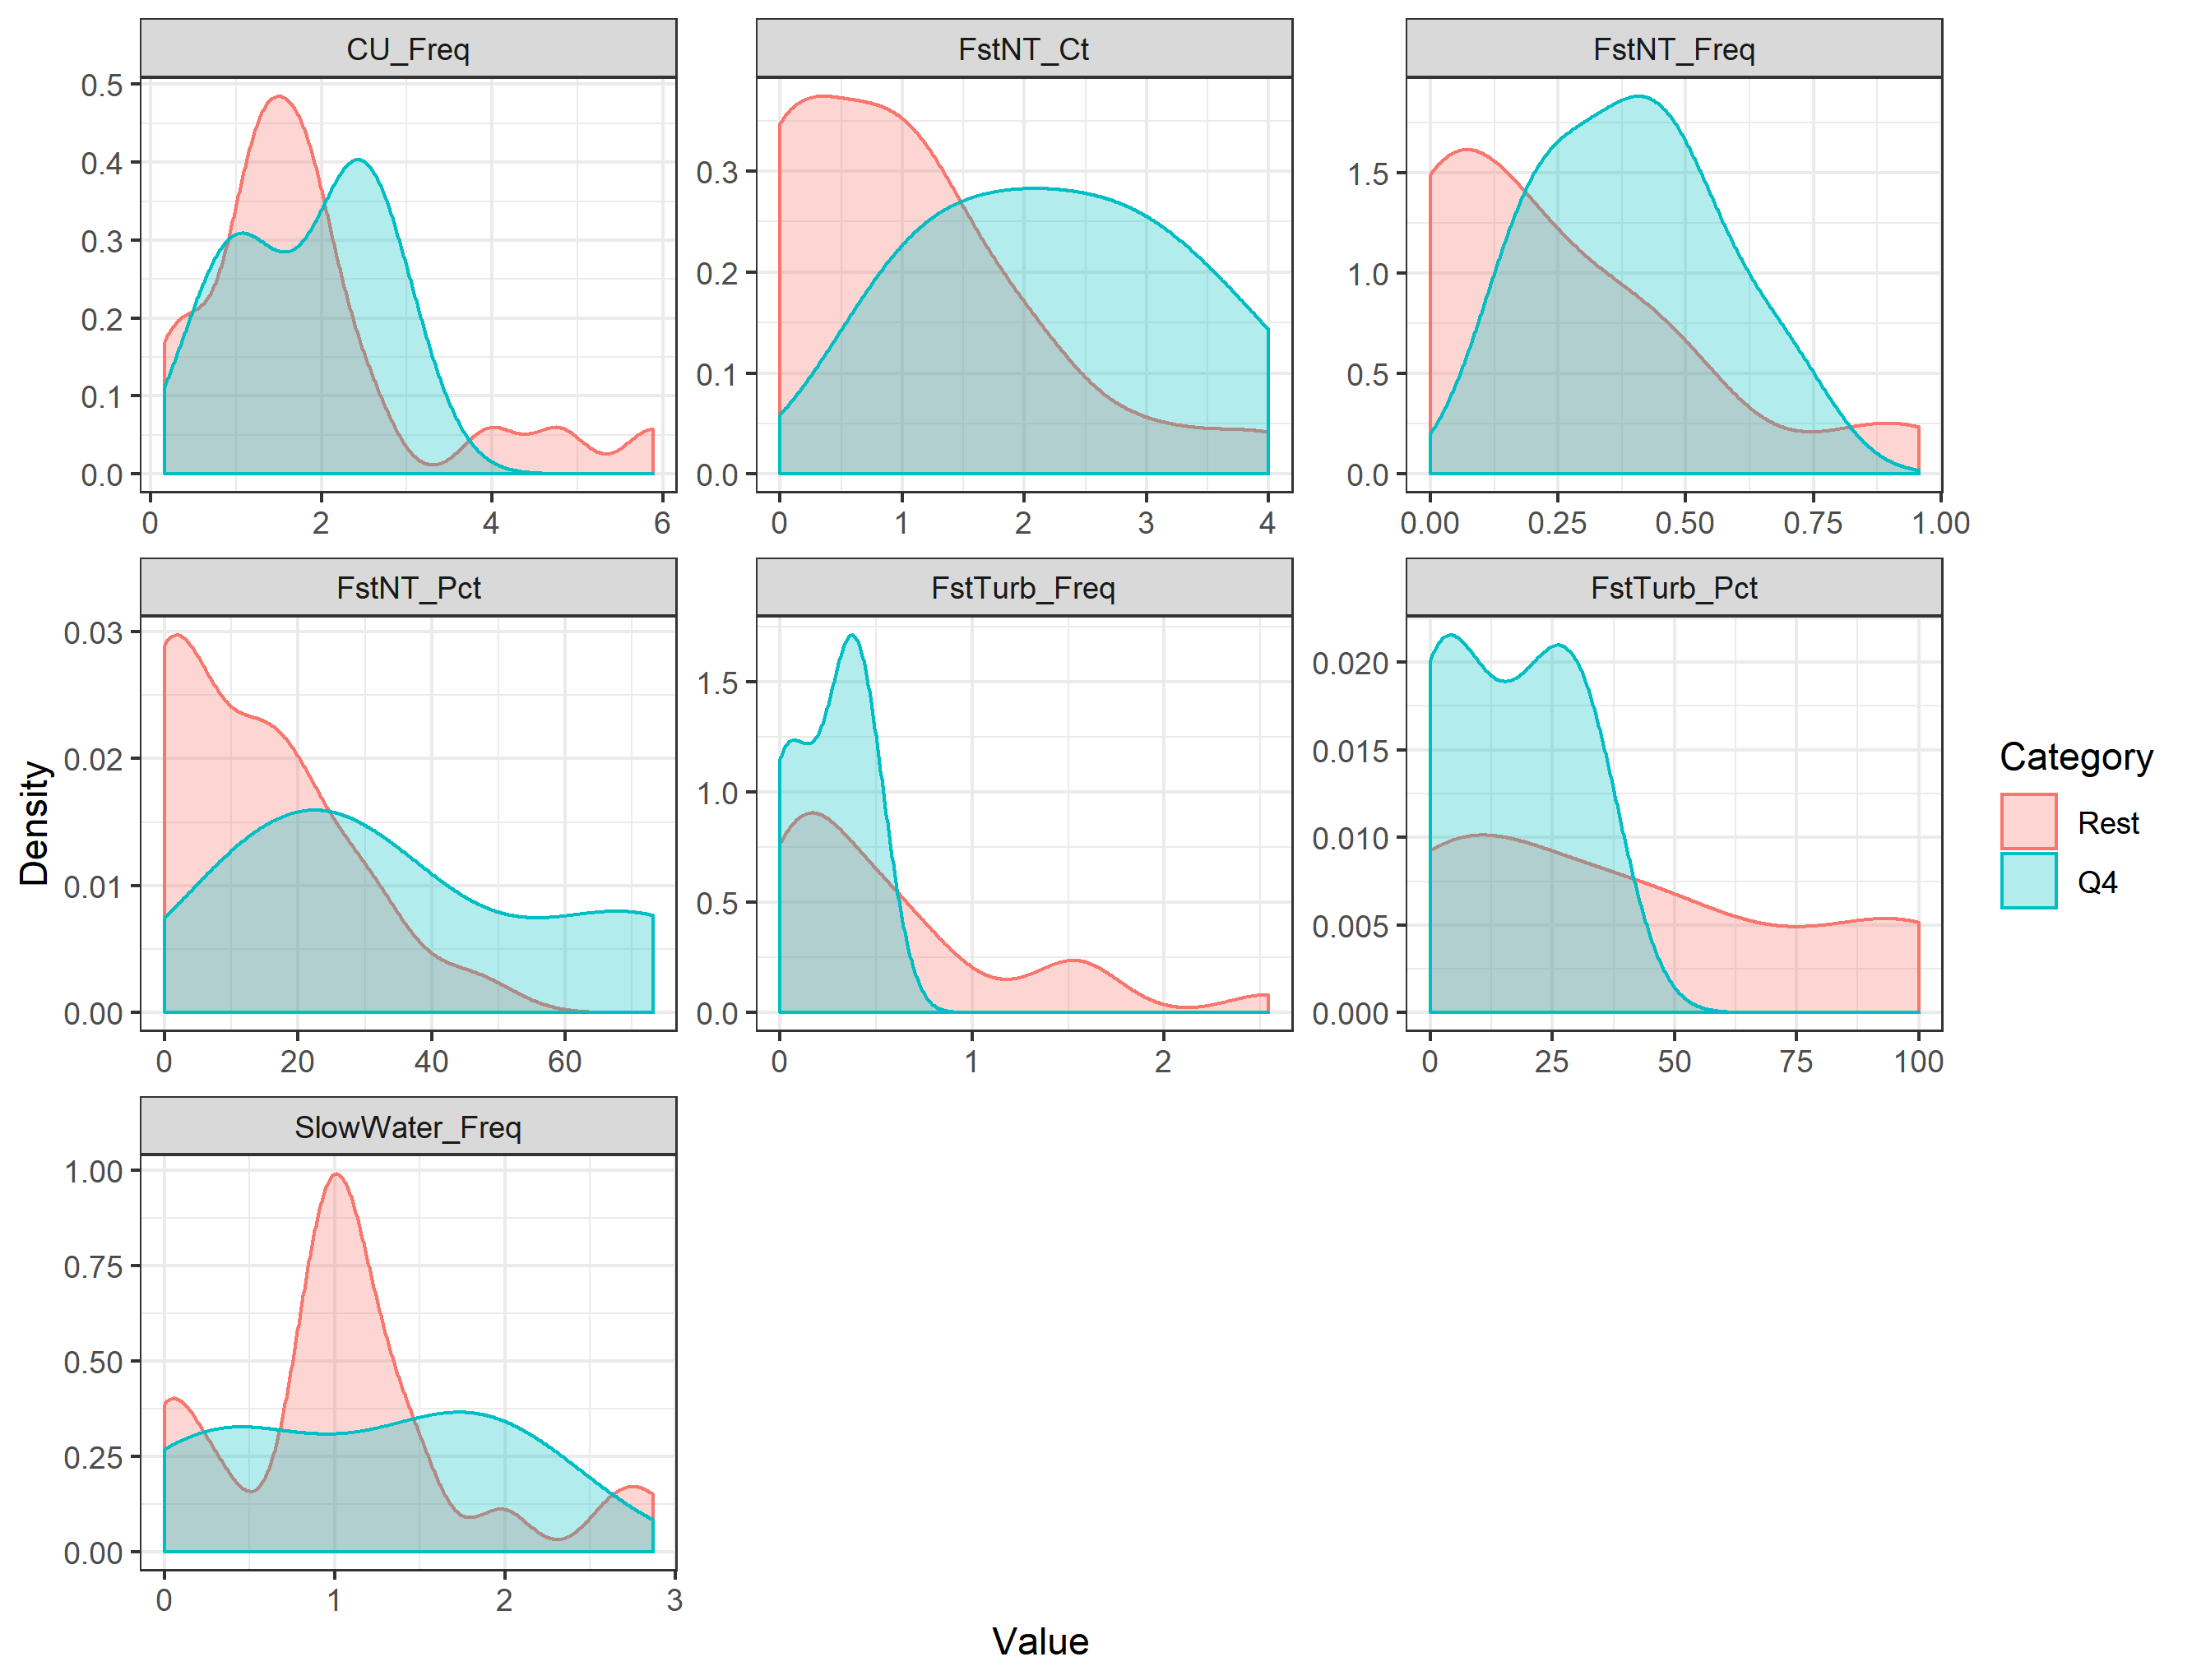 CU_Freq
FstNT_Ct
FstNT_Freq
0.5
0.4
0.3
0.2
0.1
0.0
0 2 4 6
0.3
0.2
0.1
0.0
0 1 2 3 4
1.5
1.0
0.5
0.0
0.00 0.25 0.50 0.75 1.00
FstNT_Pct
FstTurb_Freq
FstTurb_Pct
0.03
0.02
0.01
0.00
0 20 40 60
1.5
1.0
0.5
0.0
0 1 2
0.020
0.015
0.010
0.005
0.000
0 25 50 75 100
SlowWater_Freq
1.00
0.75
0.50
0.25
0.00
0 1 2 3
Density
Value
Category
Rest
Q4